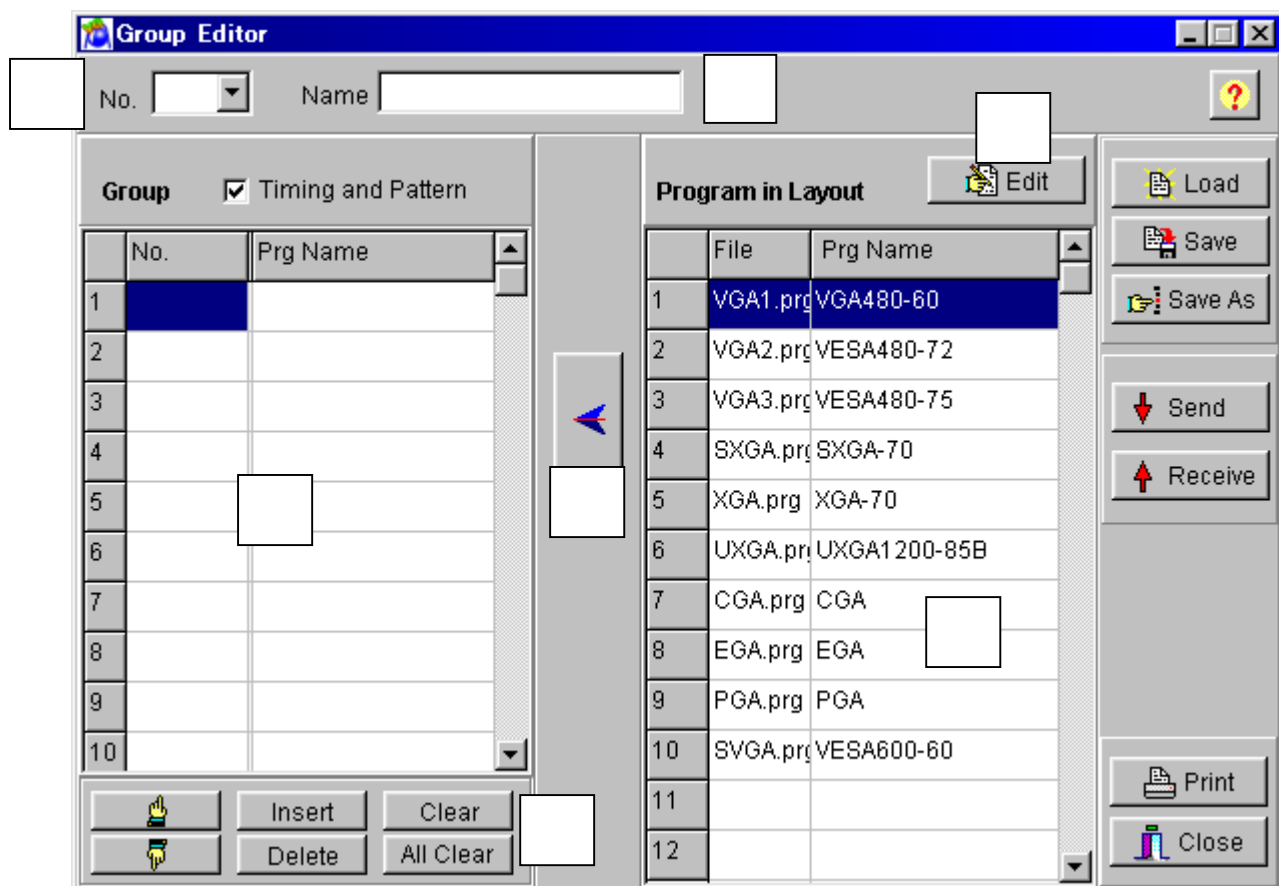 Group Editor
No.
Name
?
Group
Timing and Pattern
No. Prg Name
1
2
3
4
5
6
7
8
9
10
Insert
Clear
Delete
All Clear
Program in Layout
Edit
File Prg Name
1 VGA1.prg VGA480-60
2 VGA2.prg VESA480-72
3 VGA3.prg VESA480-75
4 SXGA.prg SXGA-70
5 XGA.prg XGA-70
6 UXGA.prg UXGA1200-85B
7 CGA.prg CGA
8 EGA.prg EGA
9 PGA.prg PGA
10 SVGA.prg VESA600-60
11
12
Load
Save
Save As
Send
Receive
Print
Close